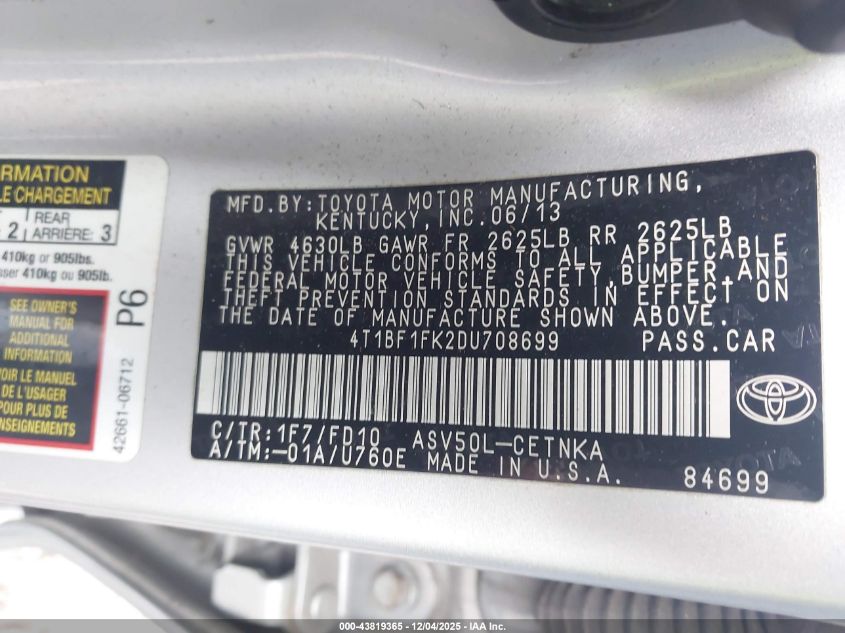 RMATION
LE CHARGEMENT
2 REAR ARRIÈRE: 3
410kg or 905lbs.
sser 410kg ou 905lb.
SEE OWNER'S
MANUAL FOR
ADDITIONAL
INFORMATION
VOIR LE MANUEL
DE L'USAGER
POUR PLUS DE
RENSEIGNEMENTS
P6
42661-06712
MFD.BY:TOYOTA MOTOR MANUFACTURING,
KENTUCKY, INC.06/13
GVWR 4630LB GAWR FR 2625LB RR 2625LB
THIS VEHICLE CONFORMS TO ALL APPLICABLE
FEDERAL MOTOR VEHICLE SAFETY,BUMPER,AND
THEFT PREVENTION STANDARDS IN EFFECT ON
THE DATE OF MANUFACTURE SHOWN ABOVE.
4T1BF1FK2DU708699 PASS.CAR
C/TR:1F7/FD10 ASV50L-CETNKA
A/TM:-01A/U760E MADE IN U.S.A.
84699
000-43819365 - 12/04/2025 - IAA Inc.